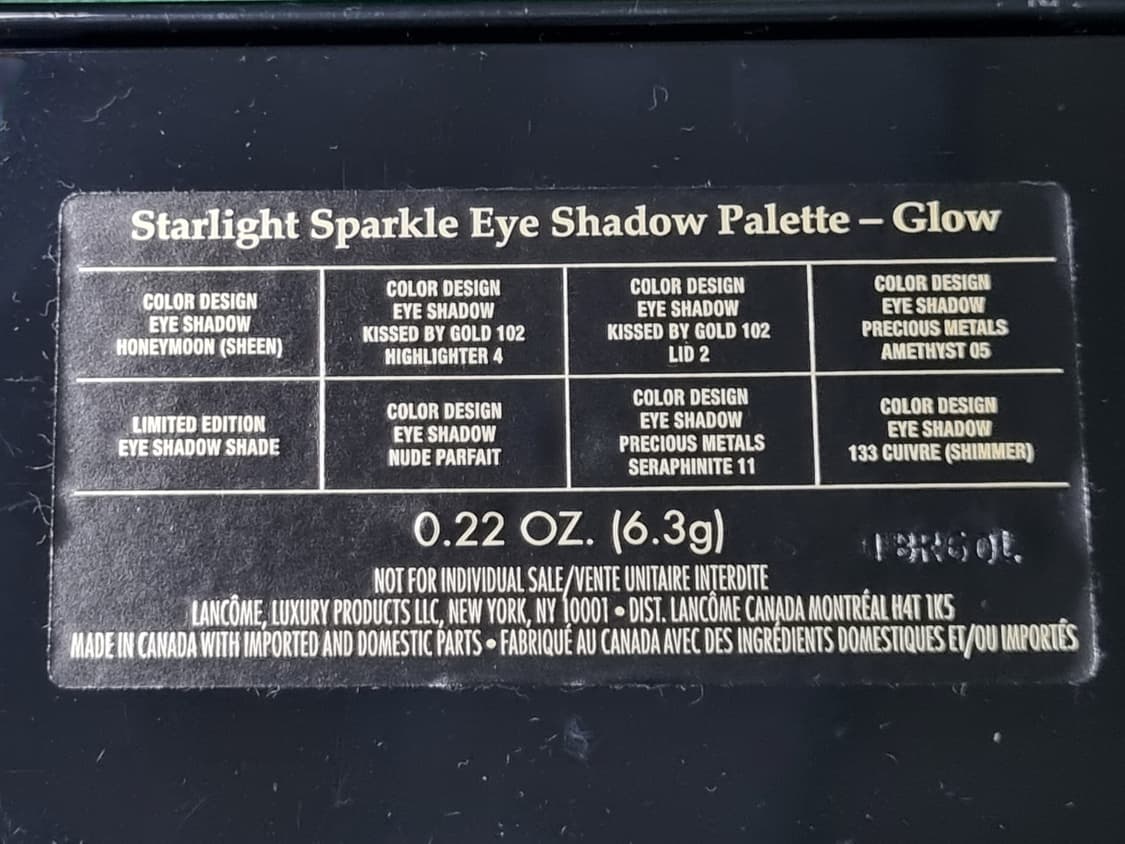 Starlight Sparkle Eye Shadow Palette – Glow
COLOR DESIGN
EYE SHADOW
HONEYMOON (SHEEN)
COLOR DESIGN
EYE SHADOW
KISSED BY GOLD 102
HIGHLIGHTER 4
COLOR DESIGN
EYE SHADOW
KISSED BY GOLD 102
LID 2
COLOR DESIGN
EYE SHADOW
PRECIOUS METALS
AMETHYST 05
LIMITED EDITION
EYE SHADOW SHADE
COLOR DESIGN
EYE SHADOW
NUDE PARFAIT
COLOR DESIGN
EYE SHADOW
PRECIOUS METALS
SERAPHINITE 11
COLOR DESIGN
EYE SHADOW
133 CUIVRE (SHIMMER)
0.22 OZ. (6.3g)
NOT FOR INDIVIDUAL SALE/VENTE UNITAIRE INTERDITE
LANCÔME, LUXURY PRODUCTS LLC, NEW YORK, NY 10001 • DIST. LANCÔME CANADA MONTRÉAL H4T 1K5
MADE IN CANADA WITH IMPORTED AND DOMESTIC PARTS • FABRIQUÉ AU CANADA AVEC DES INGRÉDIENTS DOMESTIQUES ET/OU IMPORTÉS